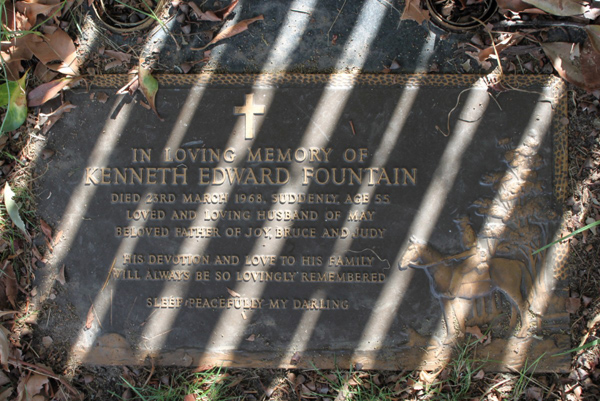 IN LOVING MEMORY OF
KENNETH EDWARD FOUNTAIN
DIED 23RD MARCH 1968, SUDDENLY, AGE 55
LOVED AND LOVING HUSBAND OF MAY
BELOVED FATHER OF JOY, BRUCE AND JUDY
HIS DEVOTION AND LOVE TO HIS FAMILY
WILL ALWAYS BE SO LOVINGLY REMEMBERED
SLEEP PEACEFULLY MY DARLING